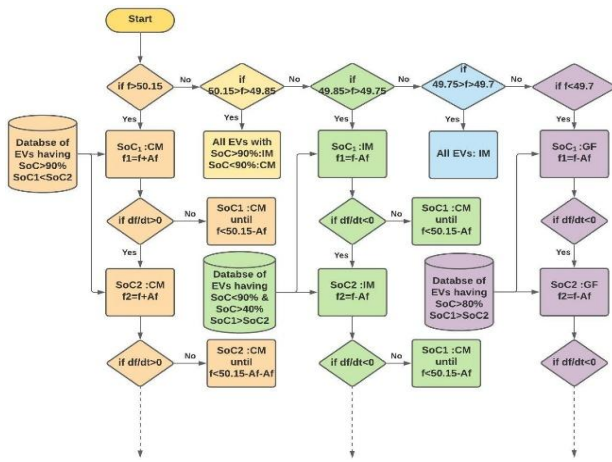 Start
if f>50.15
No
if
50.15>f>49.85
No
if
49.85>f>49.75
No
if
49.75>f>49.7
No
if f<49.7
Yes
Yes
Yes
Yes
Yes
Databse of
EVs having
SoC>90%
SoC1<SoC2
SoC₁ :CM
f1=f+Af
All EVs with
SoC>90%:IM
SoC<90%:CM
SoC₁ :IM
f1=f-Af
All EVs: IM
SoC₁ :GF
f1=f-Af
if df/dt>0
No
SoC1 :CM
until
f<50.15-Af
if df/dt<0
No
SoC1 :CM
until
f<50.15-Af
if df/dt<0
Yes
Yes
Yes
SoC2 :CM
f2=f+Af
Databse of
EVs having
SoC<90% &
SoC>40%
SoC1>SoC2
SoC2 :IM
f2=f-Af
Databse of
EVs having
SoC>80%
SoC1>SoC2
SoC2 :GF
f2=f-Af
if df/dt>0
No
SoC2 :CM
until
f<50.15-Af-Af
if df/dt<0
No
SoC1 :CM
until
f<50.15-Af
if df/dt<0